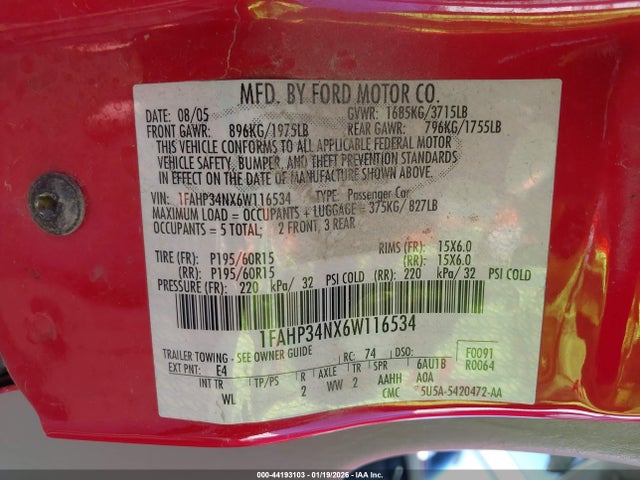 MFD. BY FORD MOTOR CO.
DATE: 08/05 GVWR: 1685KG/3715LB
FRONT GAWR: 896KG/1975LB REAR GAWR: 796KG/1755LB
THIS VEHICLE CONFORMS TO ALL APPLICABLE FEDERAL MOTOR
VEHICLE SAFETY, BUMPER, AND THEFT PREVENTION STANDARDS
IN EFFECT ON THE DATE OF MANUFACTURE SHOWN ABOVE.
VIN: 1FAHP34NX6W116534 TYPE: Passenger Car
MAXIMUM LOAD = OCCUPANTS + LUGGAGE = 375KG/ 827LB
OCCUPANTS = 5 TOTAL; 2 FRONT, 3 REAR
TIRE (FR): P195/60R15 RIMS (FR): 15X6.0
(RR): P195/60R15 (RR): 15X6.0
PRESSURE (FR): 220 kPa/ 32 PSI COLD (RR): 220 kPa/ 32 PSI COLD
1FAHP34NX6W116534
TRAILER TOWING - SEE OWNER GUIDE RC: 74 DSO: F0091
EXT PNT: E4 6AU1B R0064
INT TR TP/PS R AXLE TR SPR AAHH A0A
WL 2 WW 2 CMC 5U5A-5420472-AA
000-44193103 - 01/19/2026 - IAA Inc.